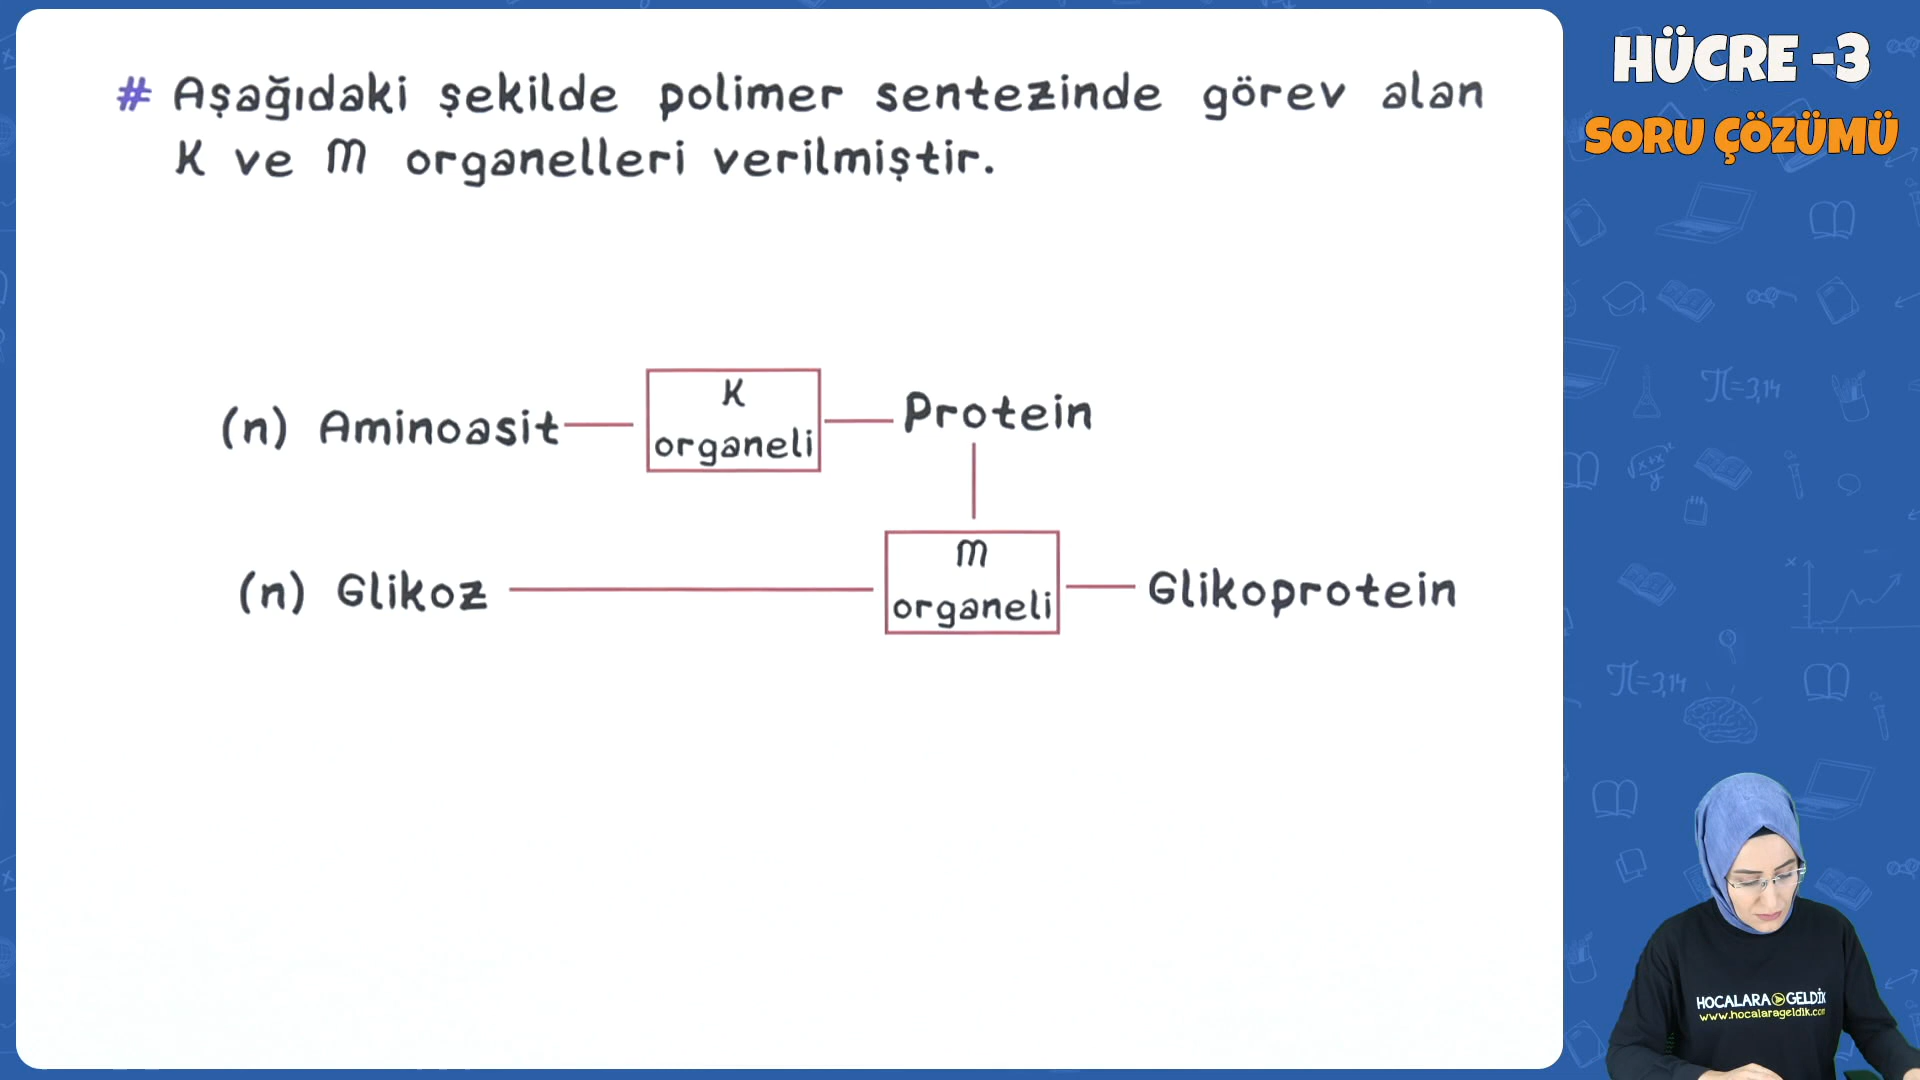 HÜCRE -3
SORU ÇÖZÜMÜ
# Aşağıdaki şekilde polimer sentezinde görev alan
K ve M organelleri verilmiştir.
(n) Aminoasit
K
organeli
Protein
(n) Glikoz
M
organeli
Glikoprotein
π=3,14
π=3,14
HOCALARA GELDİK
www.hocalarageldik.com